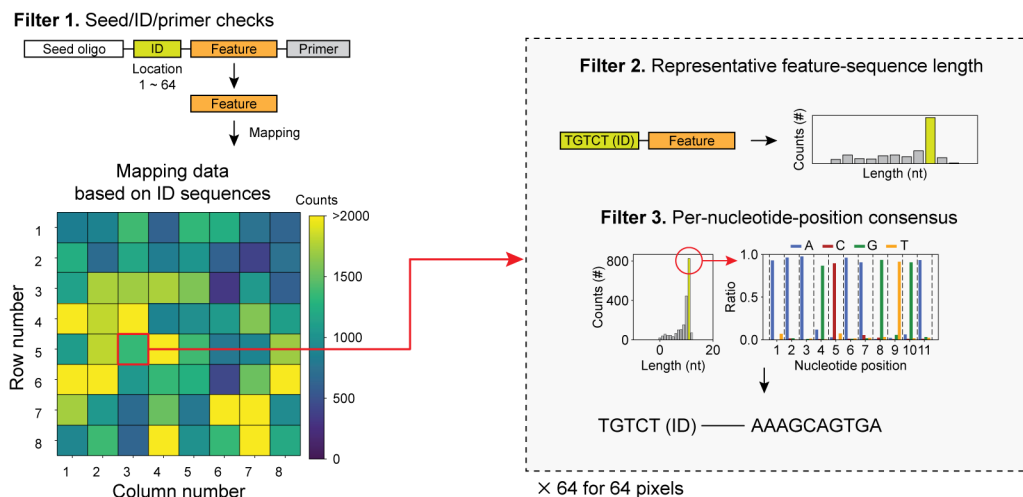 Filter 1. Seed/ID/primer checks
Seed oligo
ID
Feature
Primer
Location
1 ~ 64
Feature
Mapping
Mapping data
based on ID sequences
Counts
>2000
1500
1000
500
0
Row number
1
2
3
4
5
6
7
8
1 2 3 4 5 6 7 8
Column number
Filter 2. Representative feature-sequence length
TGTCT (ID)
Feature
Counts (#)
Length (nt)
Filter 3. Per-nucleotide-position consensus
Counts (#)
800
400
0
0 20
Length (nt)
A C G T
Ratio
1.0
0.5
0.0
1 2 3 4 5 6 7 8 9 10 11
Nucleotide position
TGTCT (ID) —— AAAGCAGTGA
× 64 for 64 pixels